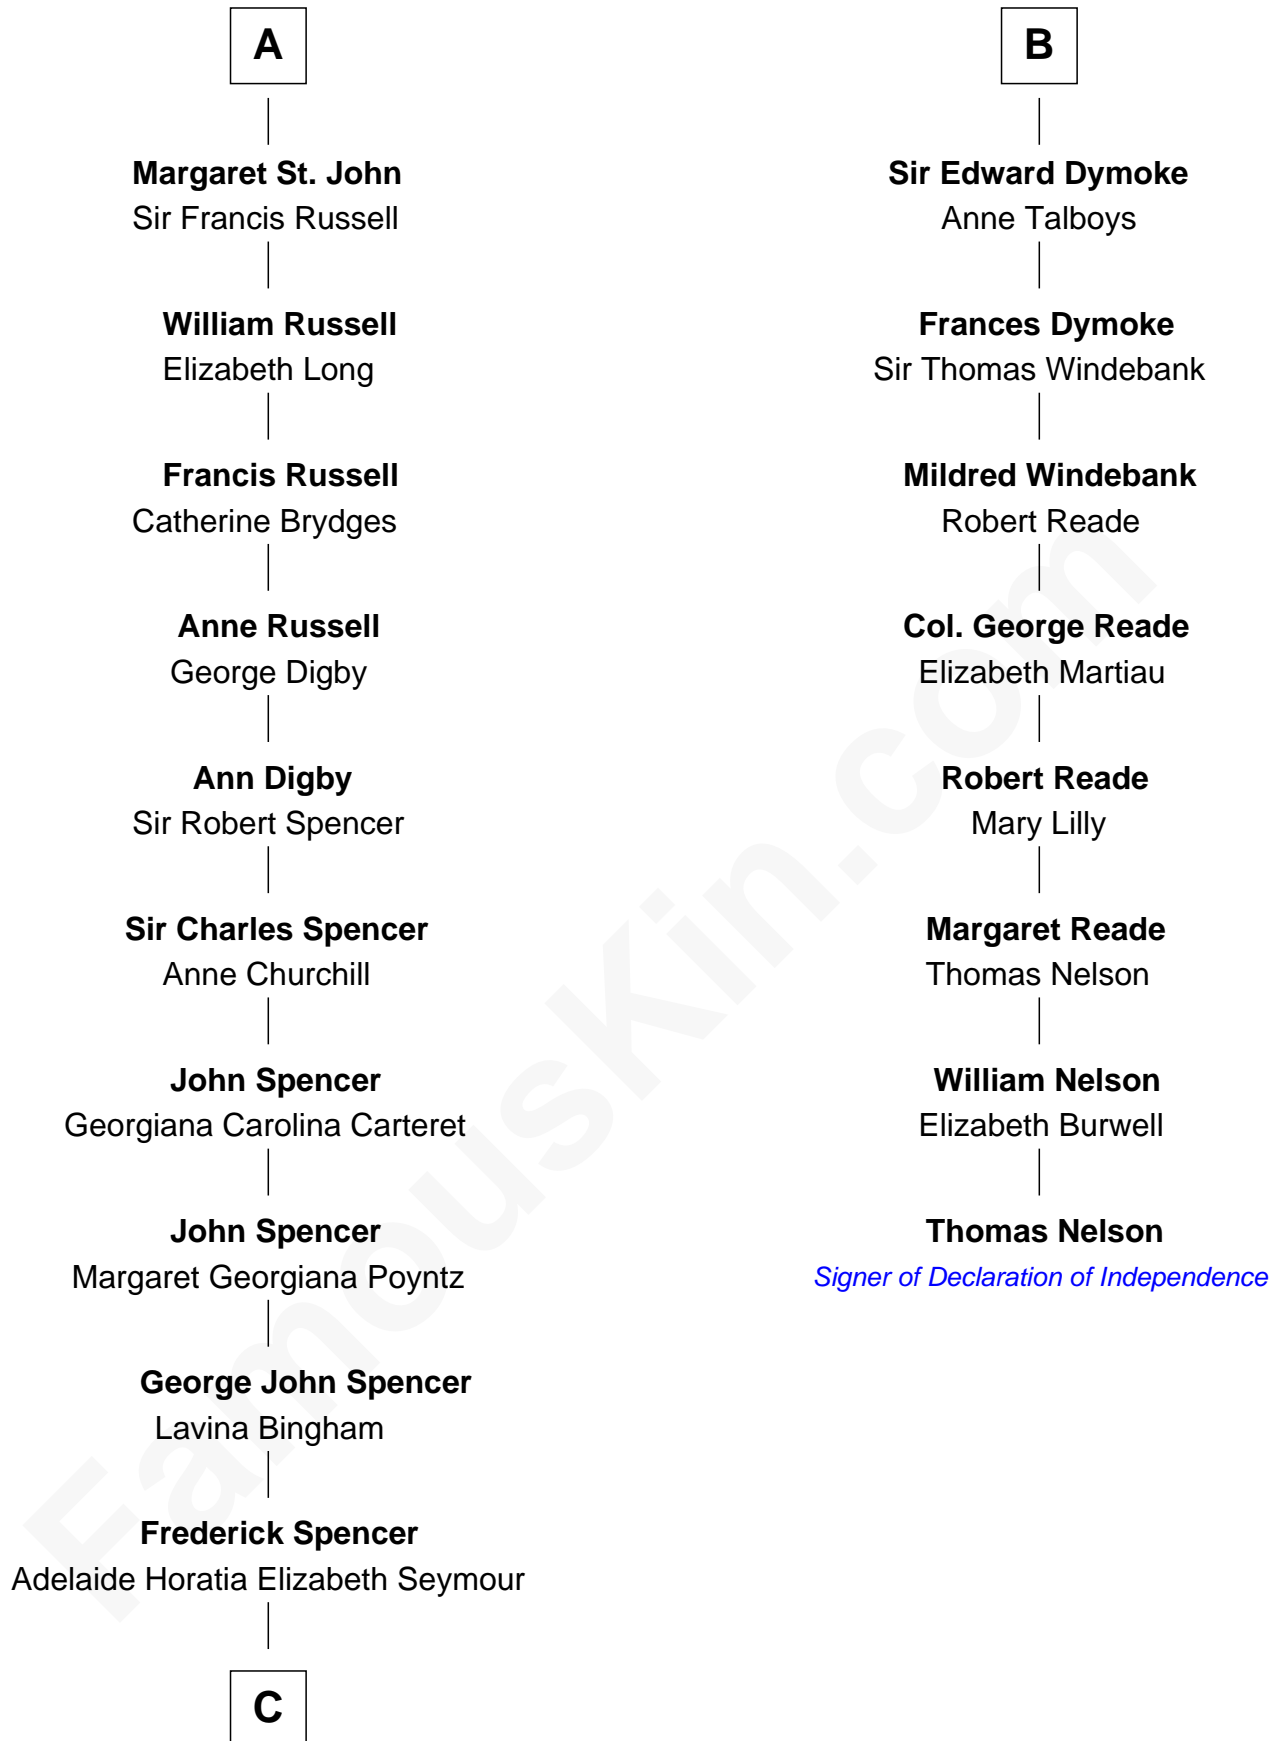 A
Margaret St. John
Sir Francis Russell
William Russell
Elizabeth Long
Francis Russell
Catherine Brydges
Anne Russell
George Digby
Ann Digby
Sir Robert Spencer
Sir Charles Spencer
Anne Churchill
John Spencer
Georgiana Carolina Carteret
John Spencer
Margaret Georgiana Poyntz
George John Spencer
Lavina Bingham
Frederick Spencer
Adelaide Horatia Elizabeth Seymour
C
B
Sir Edward Dymoke
Anne Talboys
Frances Dymoke
Sir Thomas Windebank
Mildred Windebank
Robert Reade
Col. George Reade
Elizabeth Martiau
Robert Reade
Mary Lilly
Margaret Reade
Thomas Nelson
William Nelson
Elizabeth Burwell
Thomas Nelson
Signer of Declaration of Independence
FamousKin.com